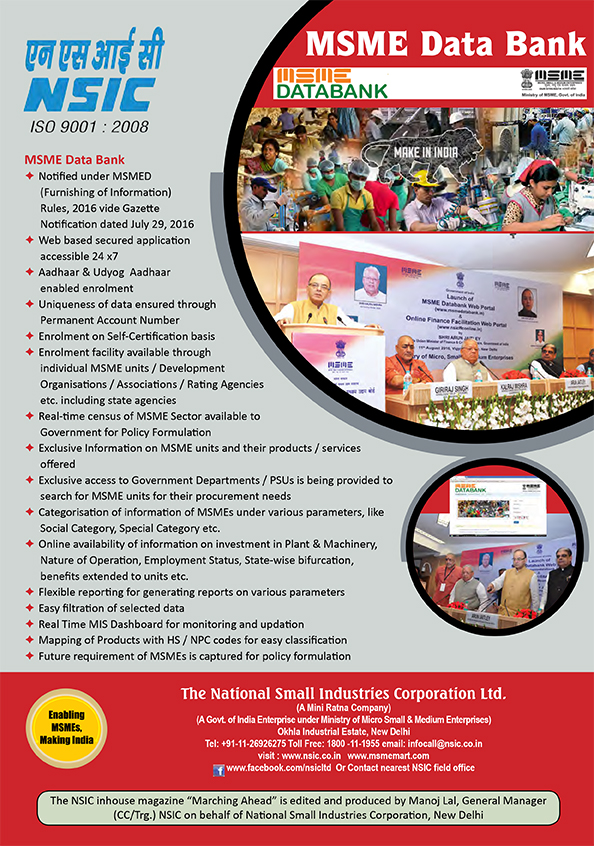 एन एस आई सी
NSIC
ISO 9001 : 2008
MSME Data Bank
MSME
DATABANK
MSME
Ministry of MSME, Govt. of India
MAKE IN INDIA
MSME Data Bank
Notified under MSMED
(Furnishing of Information)
Rules, 2016 vide Gazette
Notification dated July 29, 2016
Web based secured application
accessible 24 x7
Aadhaar & Udyog Aadhaar
enabled enrolment
Uniqueness of data ensured through
Permanent Account Number
Enrolment on Self-Certification basis
Enrolment facility available through
individual MSME units / Development
Organisations / Associations / Rating Agencies
etc. including state agencies
Real-time census of MSME Sector available to
Government for Policy Formulation
Exclusive Information on MSME units and their products / services
offered
Exclusive access to Government Departments / PSUs is being provided to
search for MSME units for their procurement needs
Categorisation of information of MSMEs under various parameters, like
Social Category, Special Category etc.
Online availability of information on investment in Plant & Machinery,
Nature of Operation, Employment Status, State-wise bifurcation,
benefits extended to units etc.
Flexible reporting for generating reports on various parameters
Easy filtration of selected data
Real Time MIS Dashboard for monitoring and updation
Mapping of Products with HS / NPC codes for easy classification
Future requirement of MSMEs is captured for policy formulation
MSME
Launch of
MSME Databank Web Portal
(www.msmedatabank.in)
&
Online Finance Facilitation Web Portal
SHRI ARUN JAITLEY
GIRIRAJ SINGH
KALRAJ MISHRA
ARUN JAITLEY
MSME
DATABANK
Launch of
Databank Web Por
ARUN JAITLEY
Enabling
MSMEs,
Making India
The National Small Industries Corporation Ltd.
(A Mini Ratna Company)
(A Govt. of India Enterprise under Ministry of Micro Small & Medium Enterprises)
Okhla Industrial Estate, New Delhi
Tel: +91-11-26926275 Toll Free: 1800 -11-1955 email: infocall@nsic.co.in
visit : www.nsic.co.in www.msmemart.com
www.facebook.com/nsicltd Or Contact nearest NSIC field office
The NSIC inhouse magazine “Marching Ahead” is edited and produced by Manoj Lal, General Manager
(CC/Trg.) NSIC on behalf of National Small Industries Corporation, New Delhi